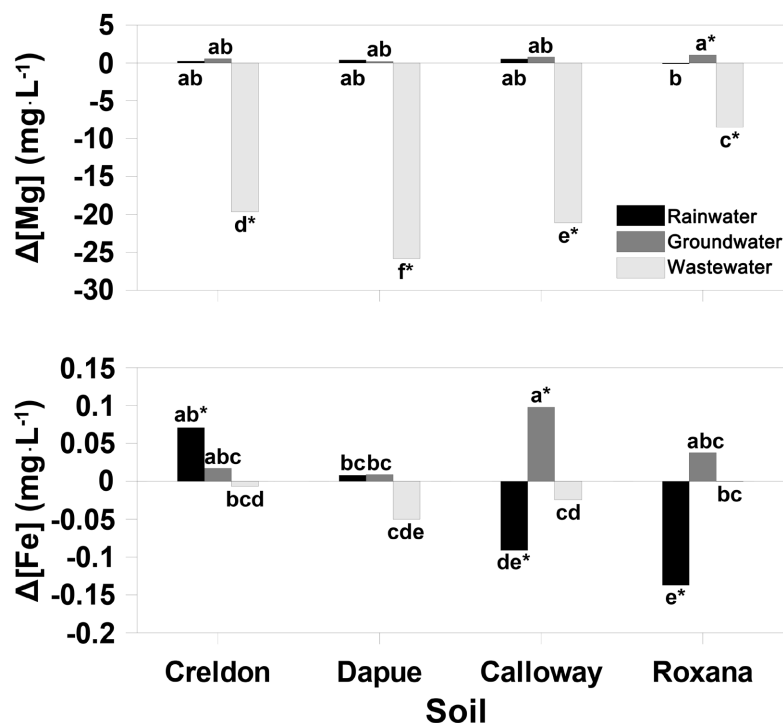 Δ[Mg] (mg·L-1)
5
0
-5
-10
-15
-20
-25
-30
ab ab ab a*
ab ab ab b
d* f* e* c*
Rainwater
Groundwater
Wastewater
Δ[Fe] (mg·L-1)
0.15
0.1
0.05
0
-0.05
-0.1
-0.15
-0.2
ab* abc bcd
bc bc cde
de* a* cd
e* abc bc
Creldon Dapue Calloway Roxana
Soil